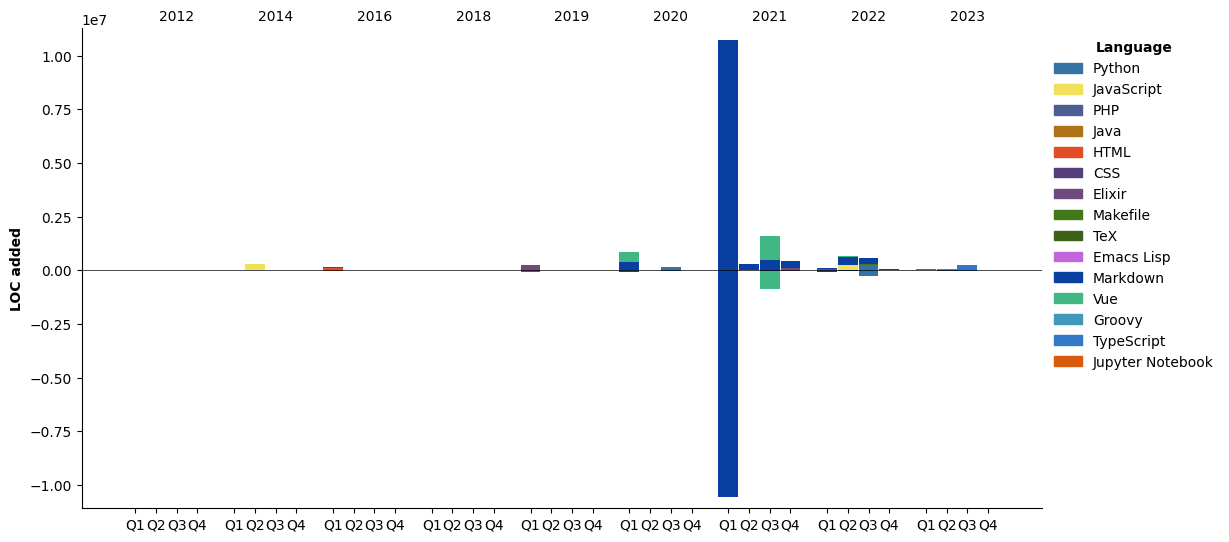 2012 2014 2016 2018 2019 2020 2021 2022 2023
1e7
1.00
0.75
0.50
0.25
0.00
−0.25
−0.50
−0.75
−1.00
LOC added
Q1 Q2 Q3 Q4 Q1 Q2 Q3 Q4 Q1 Q2 Q3 Q4 Q1 Q2 Q3 Q4 Q1 Q2 Q3 Q4 Q1 Q2 Q3 Q4 Q1 Q2 Q3 Q4 Q1 Q2 Q3 Q4 Q1 Q2 Q3 Q4
Language
Python
JavaScript
PHP
Java
HTML
CSS
Elixir
Makefile
TeX
Emacs Lisp
Markdown
Vue
Groovy
TypeScript
Jupyter Notebook